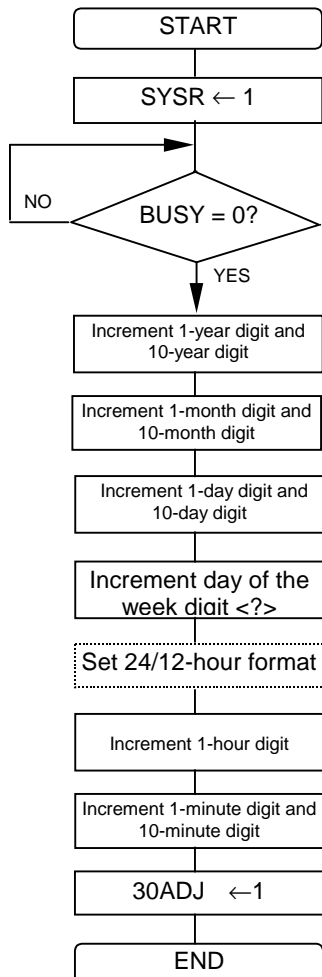 START
SYSR ← 1
NO
BUSY = 0?
YES
Increment 1-year digit and
10-year digit
Increment 1-month digit and
10-month digit
Increment 1-day digit and
10-day digit
Increment day of the
week digit <?>
Set 24/12-hour format
Increment 1-hour digit
Increment 1-minute digit and
10-minute digit
30ADJ ←1
END